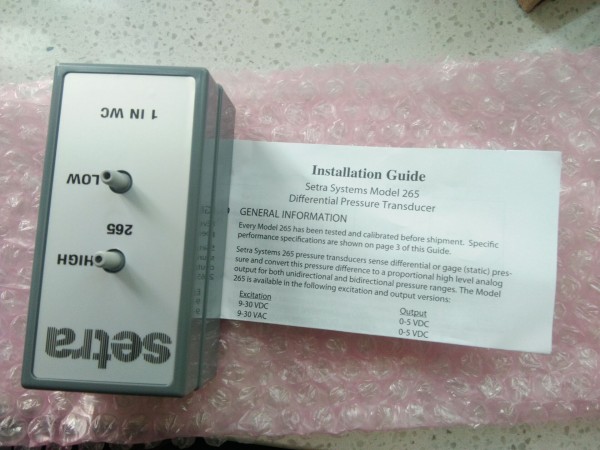 setra
HIGH
265
LOW
1 IN WC
Installation Guide
Setra Systems Model 265
Differential Pressure Transducer
GENERAL INFORMATION
Every Model 265 has been tested and calibrated before shipment. Specific
performance specifications are shown on page 3 of this Guide.
Setra Systems 265 pressure transducers sense differential or gage (static) pres-
sure and convert this pressure difference to a proportional high level analog
output for both unidirectional and bidirectional pressure ranges. The Model
265 is available in the following excitation and output versions:
Excitation Output
9-30 VDC 0-5 VDC
9-30 VAC 0-5 VDC